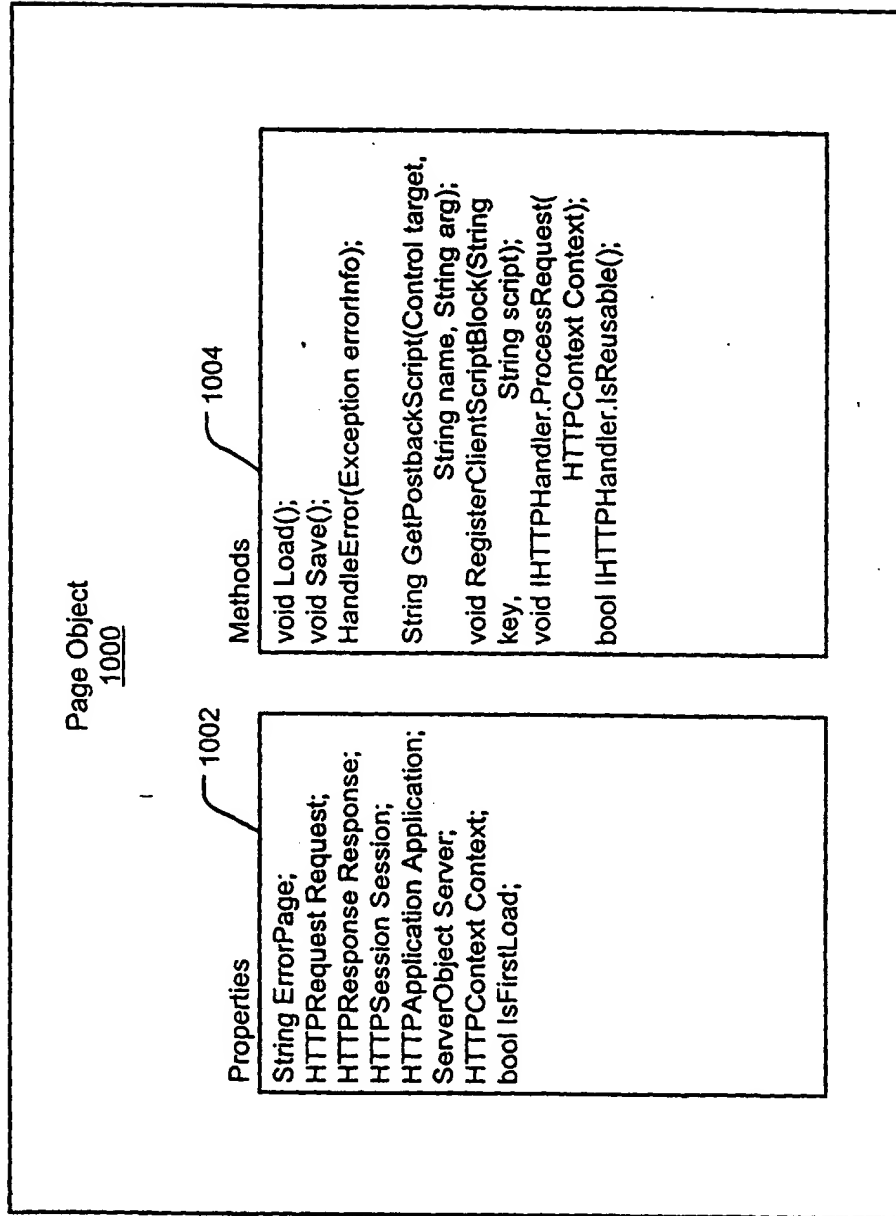 Page Object
1000
Properties
1002
String ErrorPage;
HTTPRequest Request;
HTTPResponse Response;
HTTPSession Session;
HTTPApplication Application;
ServerObject Server;
HTTPContext Context;
bool IsFirstLoad;
Methods
1004
void Load();
void Save();
HandleError(Exception errorInfo);
String GetPostbackScript(Control target,
String name, String arg);
void RegisterClientScriptBlock(String
key,
String script);
void IHTTPHandler.ProcessRequest(
HTTPContext Context);
bool IHTTPHandler.IsReusable();